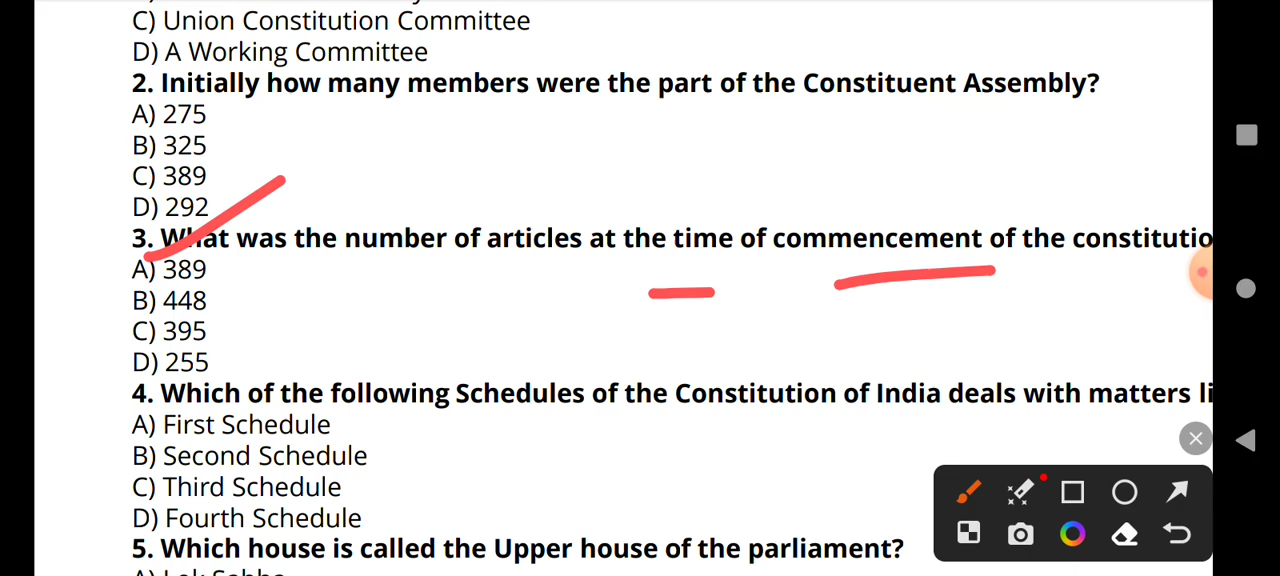 C) Union Constitution Committee
D) A Working Committee
2. Initially how many members were the part of the Constituent Assembly?
A) 275
B) 325
C) 389
D) 292
3. What was the number of articles at the time of commencement of the constitutio
A) 389
B) 448
C) 395
D) 255
4. Which of the following Schedules of the Constitution of India deals with matters li
A) First Schedule
B) Second Schedule
C) Third Schedule
D) Fourth Schedule
5. Which house is called the Upper house of the parliament?
A) Lok Sabha